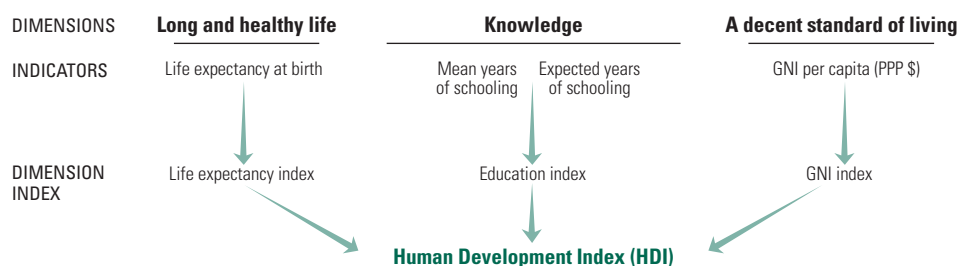 DIMENSIONS Long and healthy life Knowledge A decent standard of living
INDICATORS Life expectancy at birth Mean years Expected years GNI per capita (PPP $)
of schooling of schooling
DIMENSION Life expectancy index Education index GNI index
INDEX
Human Development Index (HDI)